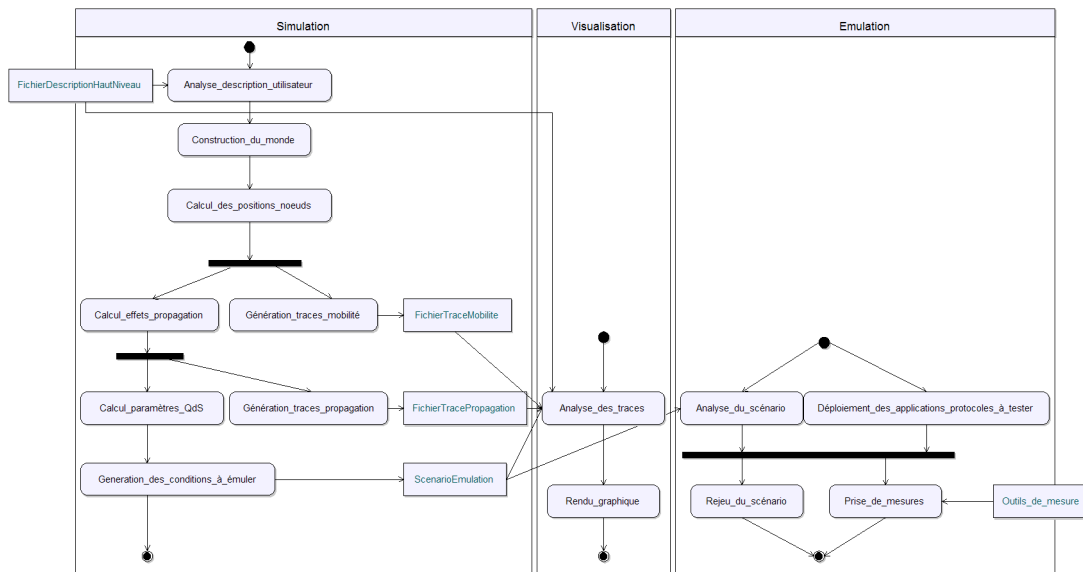 Simulation
Visualisation
Emulation
FichierDescriptionHautNiveau
Analyse_description_utilisateur
Construction_du_monde
Calcul_des_positions_noeuds
Calcul_effets_propagation
Génération_traces_mobilité
FichierTraceMobilite
Calcul_paramètres_QdS
Génération_traces_propagation
FichierTracePropagation
Analyse_des_traces
Analyse_du_scénario
Déploiement_des_applications_protocoles_à_tester
Generation_des_conditions_à_émuler
ScenarioEmulation
Rendu_graphique
Rejeu_du_scénario
Prise_de_mesures
Outils_de_mesure